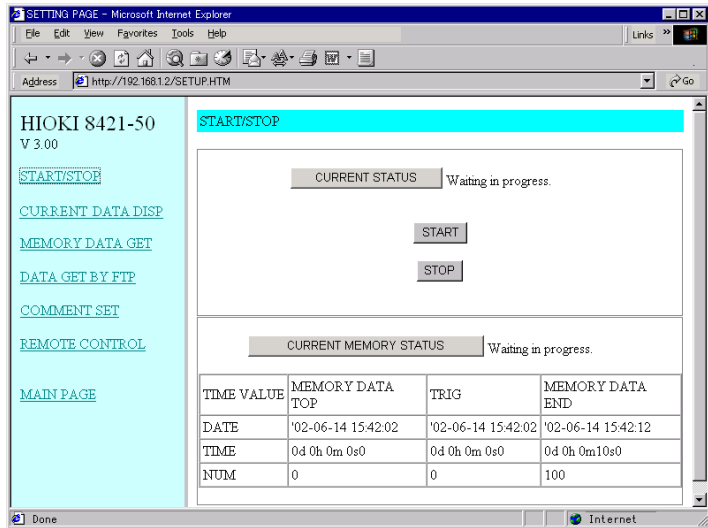 SETTING PAGE - Microsoft Internet Explorer
File Edit View Favorites Tools Help
Links »
Address http://192.168.1.2/SETUP.HTM
Go
HIOKI 8421-50
V 3.00
START/STOP
CURRENT DATA DISP
MEMORY DATA GET
DATA GET BY FTP
COMMENT SET
REMOTE CONTROL
MAIN PAGE
START/STOP
CURRENT STATUS Waiting in progress.
START
STOP
CURRENT MEMORY STATUS Waiting in progress.
TIME VALUE MEMORY DATA TOP TRIG MEMORY DATA END
DATE '02-06-14 15:42:02 '02-06-14 15:42:02 '02-06-14 15:42:12
TIME 0d 0h 0m 0s0 0d 0h 0m 0s0 0d 0h 0m10s0
NUM 0 0 100
Done
Internet